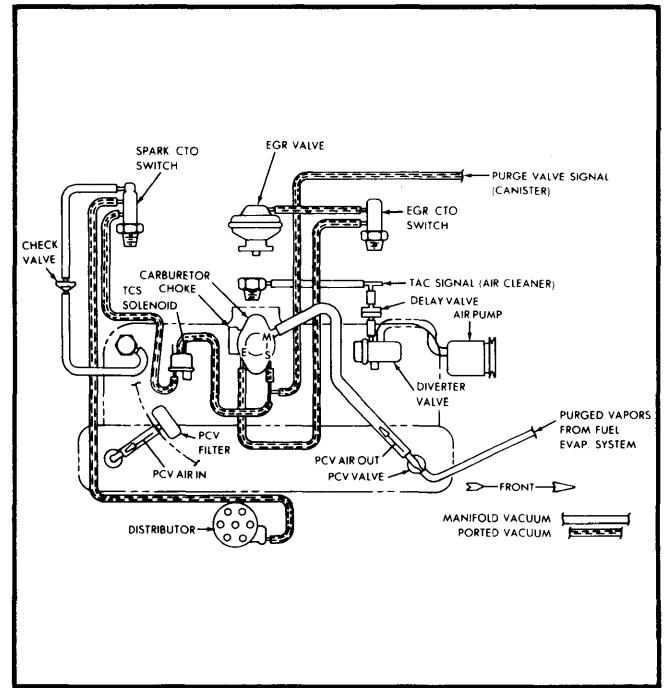 SPARK CTO
SWITCH
EGR VALVE
PURGE VALVE SIGNAL
(CANISTER)
EGR CTO
SWITCH
CHECK
VALVE
CARBURETOR
CHOKE
TCS
SOLENOID
TAC SIGNAL (AIR CLEANER)
DELAY VALVE
AIR PUMP
M
E
S
DIVERTER
VALVE
PCV
FILTER
PCV AIR IN
PURGED VAPORS
FROM FUEL
EVAP. SYSTEM
PCV AIR OUT
PCV VALVE
FRONT
DISTRIBUTOR
MANIFOLD VACUUM
PORTED VACUUM